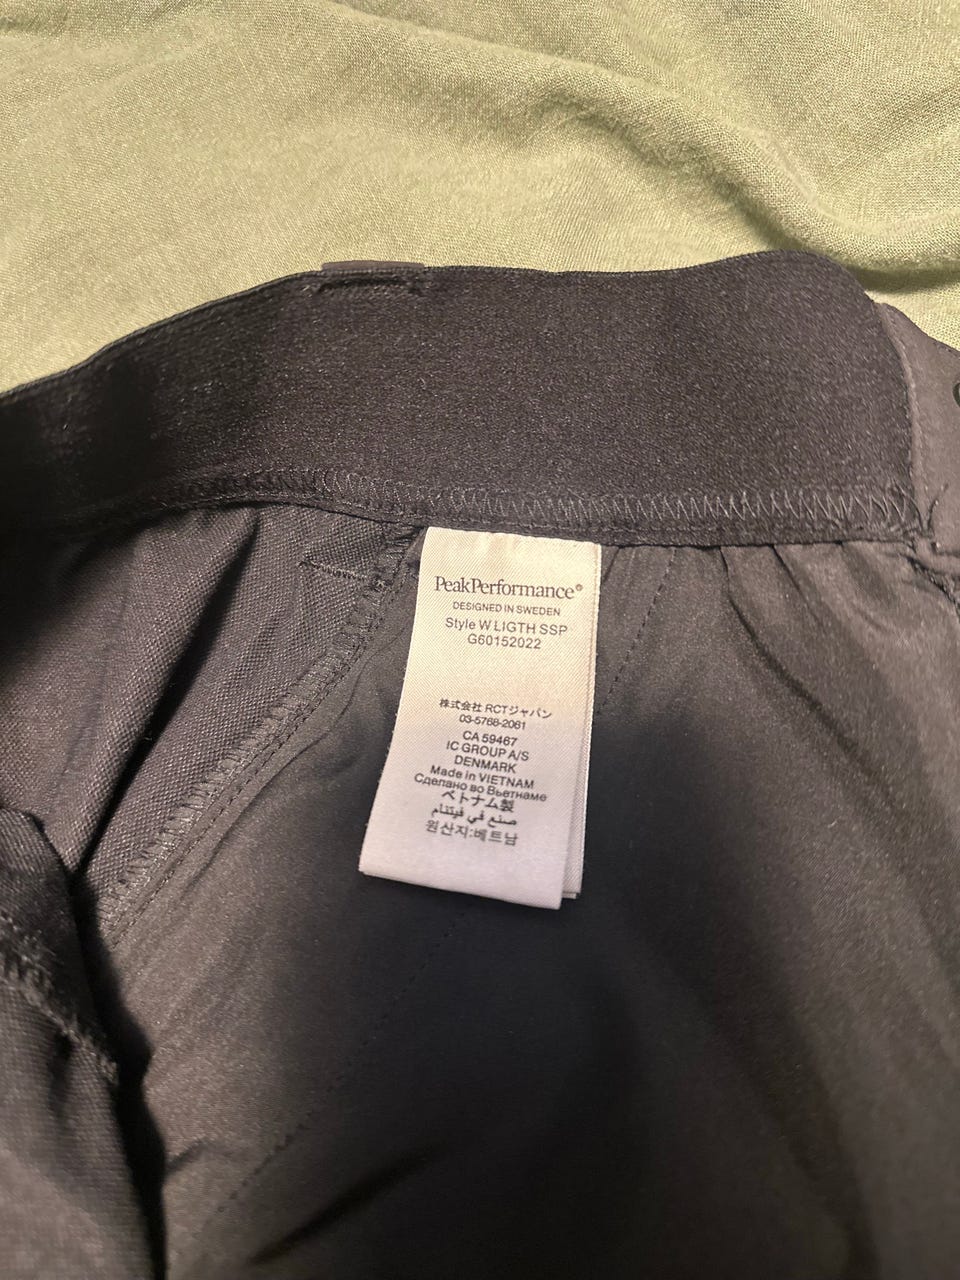 PeakPerformance®
DESIGNED IN SWEDEN
Style W LIGTH SSP
G60152022
株式会社 RCTジャパン
03-5768-2061
CA 59467
IC GROUP A/S
DENMARK
Made in VIETNAM
Сделано во Вьетнаме
ベトナム製
صنع في فيتنام
원산지:베트남